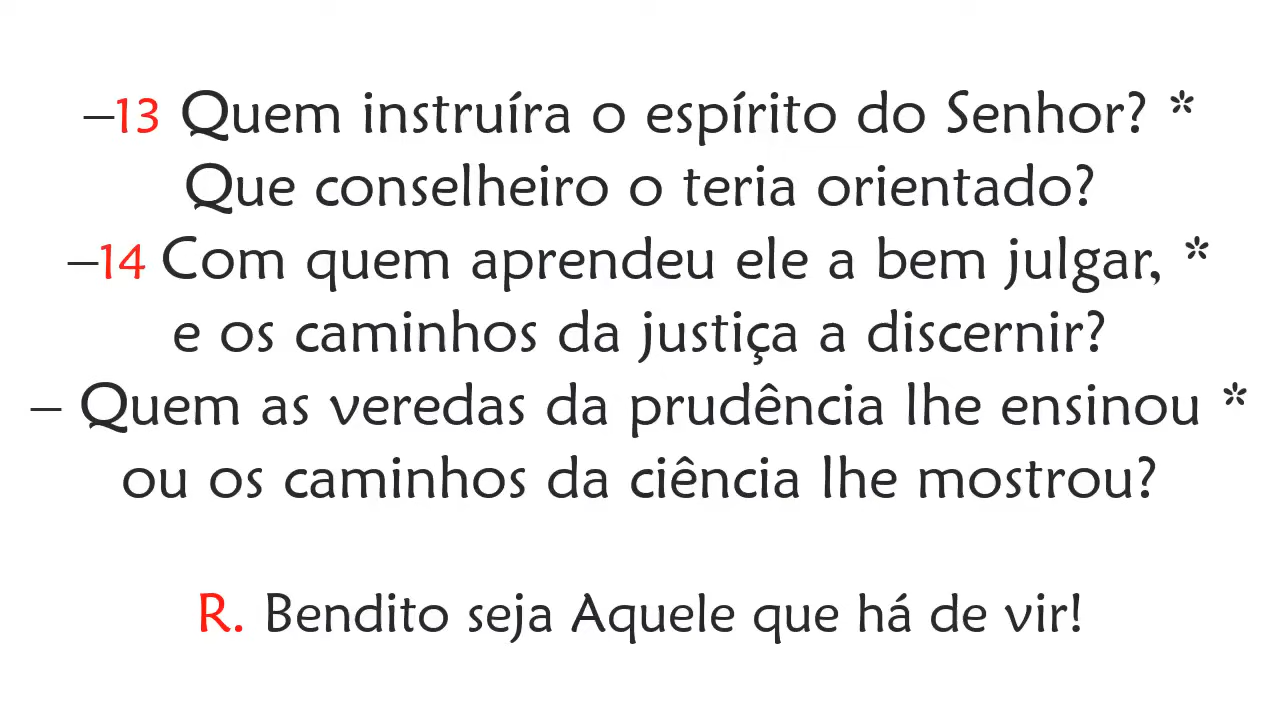 –13 Quem instruíra o espírito do Senhor? *
Que conselheiro o teria orientado?
–14 Com quem aprendeu ele a bem julgar, *
e os caminhos da justiça a discernir?
– Quem as veredas da prudência lhe ensinou *
ou os caminhos da ciência lhe mostrou?
R. Bendito seja Aquele que há de vir!